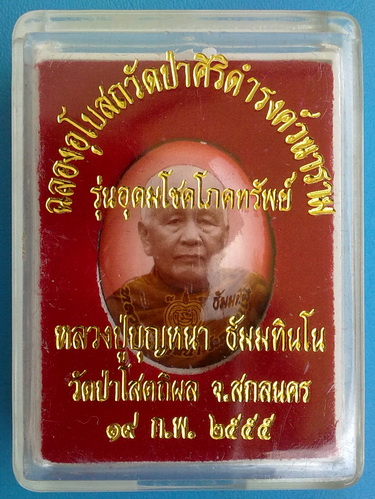 ฉลองอุโบสถวัดป่าศิริดำรงค์วนาราม
รุ่นอุดมโชคโภคทรัพย์
หลวงปู่บุญหนา ธัมมทินโน
วัดป่าโสตถิผล จ.สกลนคร
๑๙ ก.พ. ๒๕๕๕